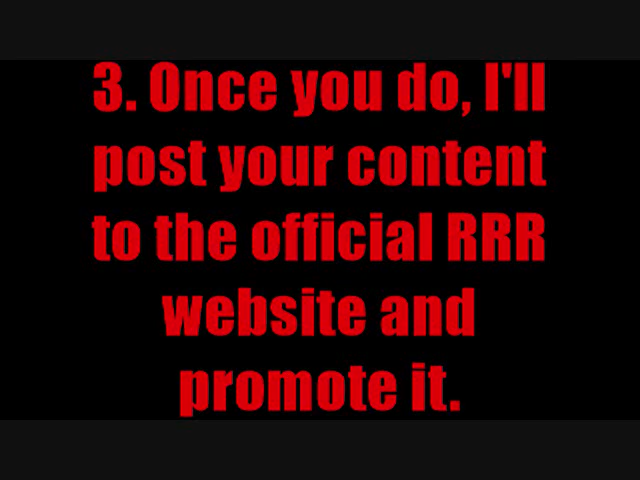 3. Once you do, I'll
post your content
to the official RRR
website and
promote it.